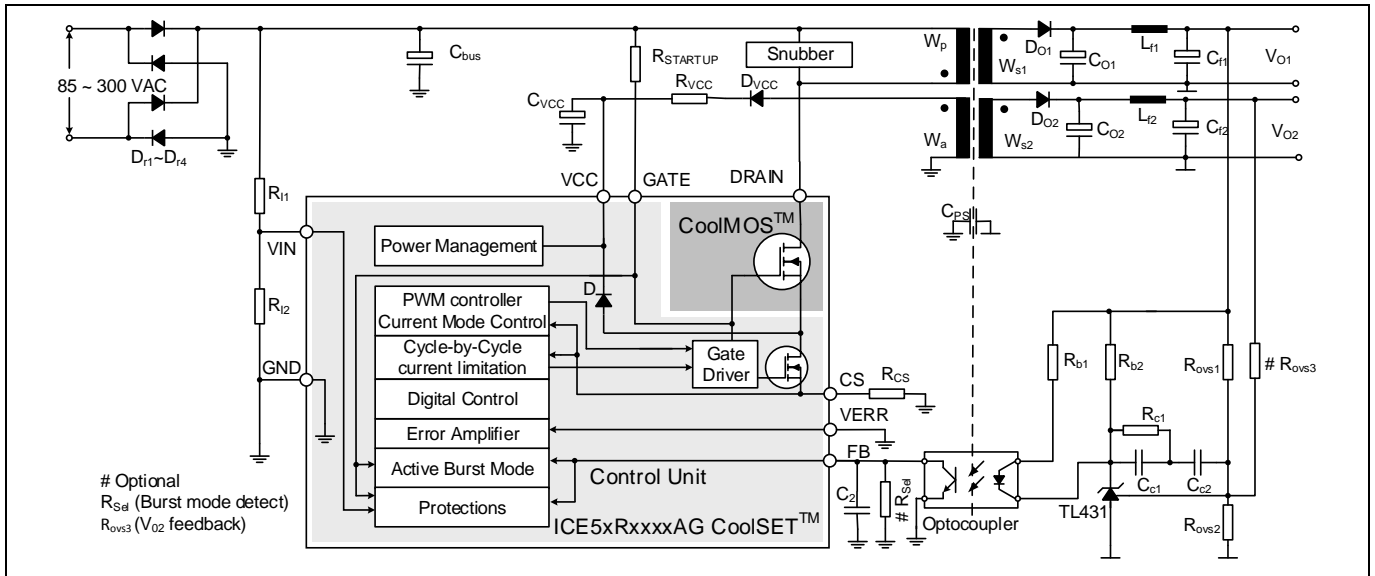 85 ~ 300 VAC
Dr1~Dr4
Cbus
RSTARTUP
Snubber
RVCC
DVCC
CVCC
Wp
Wa
Ws1
Ws2
DO1
CO1
Lf1
Cf1
VO1
DO2
CO2
Lf2
Cf2
VO2
RI1
VIN
RI2
GND
VCC
GATE
DRAIN
CoolMOS™
CPS
Power Management
D
PWM controller
Current Mode Control
Cycle-by-Cycle
current limitation
Digital Control
Error Amplifier
Active Burst Mode
Protections
Gate
Driver
CS
RCS
VERR
FB
Control Unit
ICE5xRxxxxAG CoolSET™
C2
# RSel
Optocoupler
Rb1
Rb2
Rovs1
# Rovs3
Rc1
Cc1
Cc2
TL431
Rovs2
# Optional
RSel (Burst mode detect)
Rovs3 (V02 feedback)